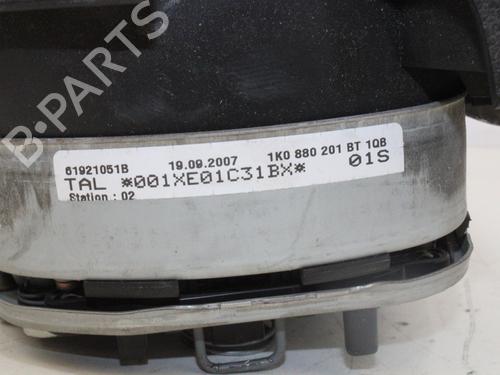 61921051B 19.09.2007 1K0 880 201 BT 1QB
TAL *001XE01C31BX* 01S
Station : 02
B-PARTS